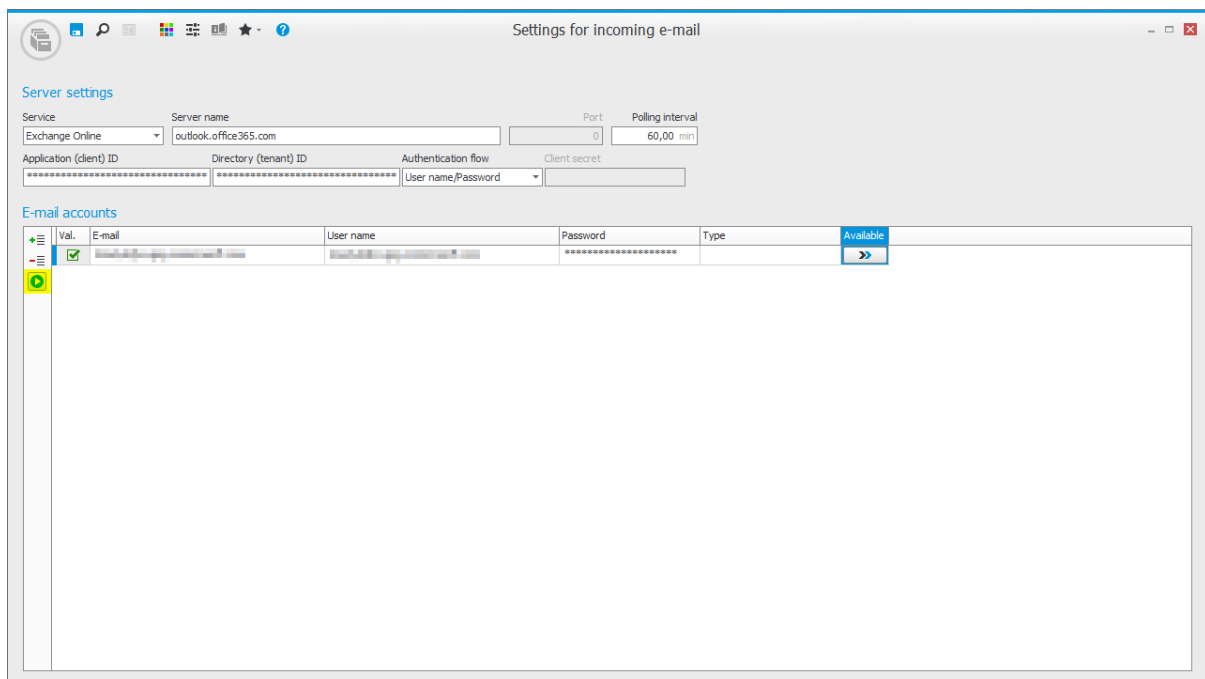 Settings for incoming e-mail
Server settings
Service Server name Port Polling interval
Exchange Online outlook.office365.com 0 60,00 min
Application (client) ID Directory (tenant) ID Authentication flow Client secret
******************************** ******************************** User name/Password
E-mail accounts
Val. E-mail User name Password Type Available
********************